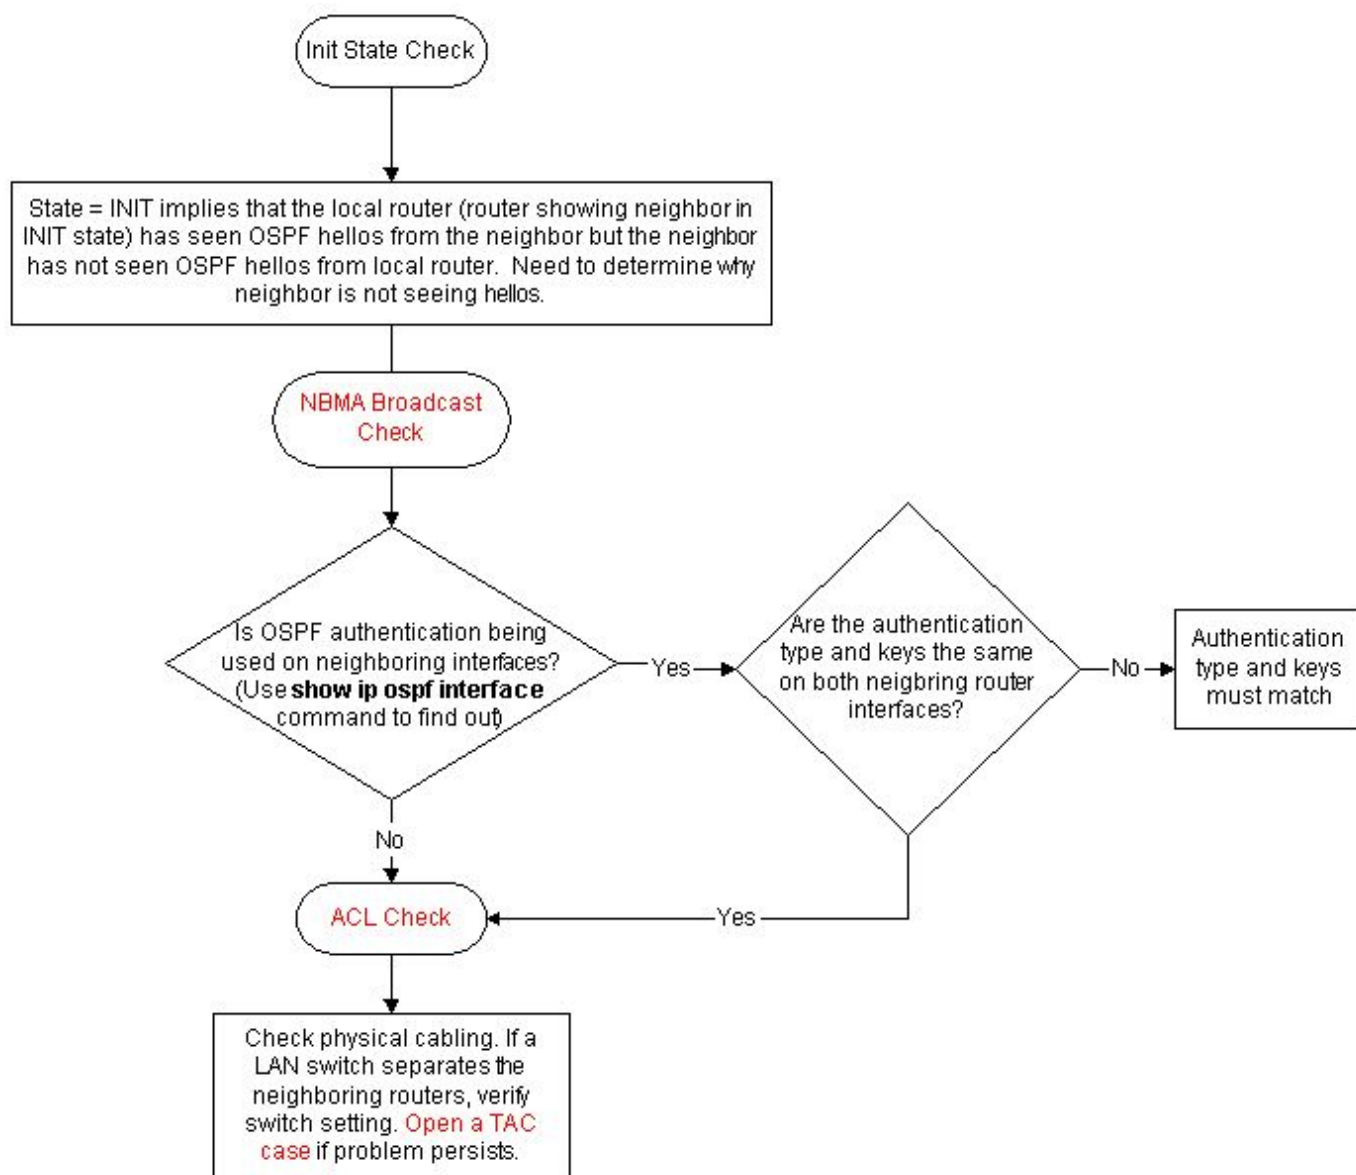 Init State Check
State = INIT implies that the local router (router showing neighbor in
INIT state) has seen OSPF hellos from the neighbor but the neighbor
has not seen OSPF hellos from local router. Need to determine why
neighbor is not seeing hellos.
NBMA Broadcast
Check
Is OSPF authentication being
used on neighboring interfaces?
(Use show ip ospf interface
command to find out)
Yes
Are the authentication
type and keys the same
on both neigbring router
interfaces?
No
Authentication
type and keys
must match
No
Yes
ACL Check
Check physical cabling. If a
LAN switch separates the
neighboring routers, verify
switch setting. Open a TAC
case if problem persists.